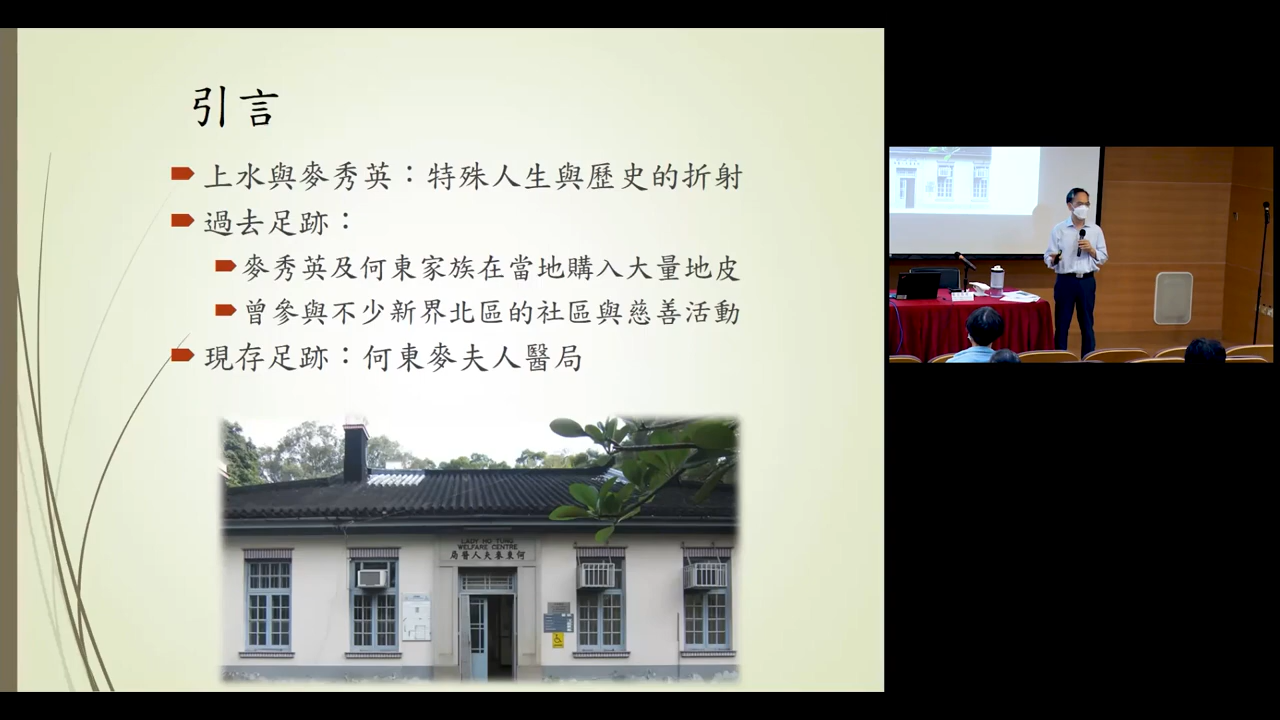 引言
上水與麥秀英：特殊人生與歷史的折射
過去足跡：
麥秀英及何東家族在當地購入大量地皮
曾參與不少新界北區的社區與慈善活動
現存足跡：何東麥夫人醫局
LADY HO TUNG
WELFARE CENTRE
局醫人夫麥東何